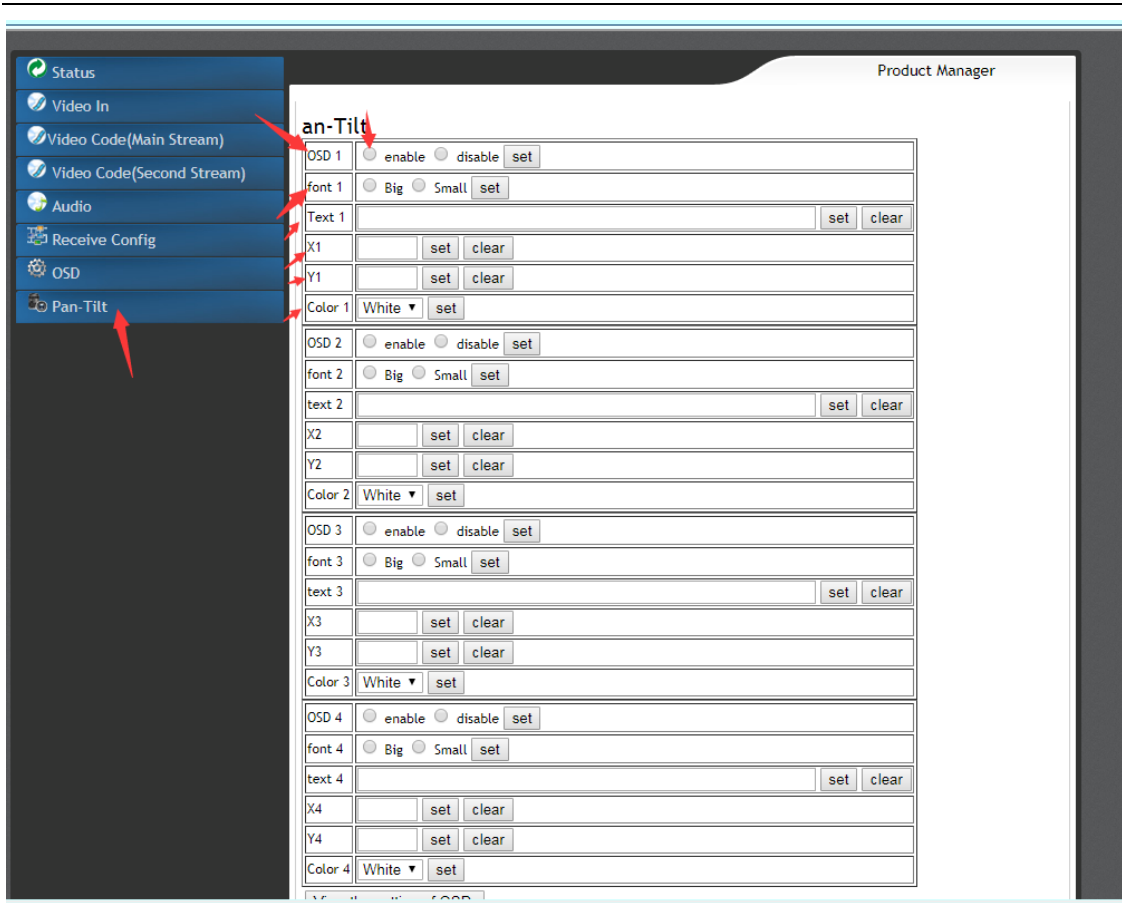 Product Manager
Status
Video In
Video Code(Main Stream)
Video Code(Second Stream)
Audio
Receive Config
OSD
Pan-Tilt
an-Tilt
OSD 1 enable disable set
font 1 Big Small set
Text 1 set clear
X1 set clear
Y1 set clear
Color 1 White set
OSD 2 enable disable set
font 2 Big Small set
text 2 set clear
X2 set clear
Y2 set clear
Color 2 White set
OSD 3 enable disable set
font 3 Big Small set
text 3 set clear
X3 set clear
Y3 set clear
Color 3 White set
OSD 4 enable disable set
font 4 Big Small set
text 4 set clear
X4 set clear
Y4 set clear
Color 4 White set